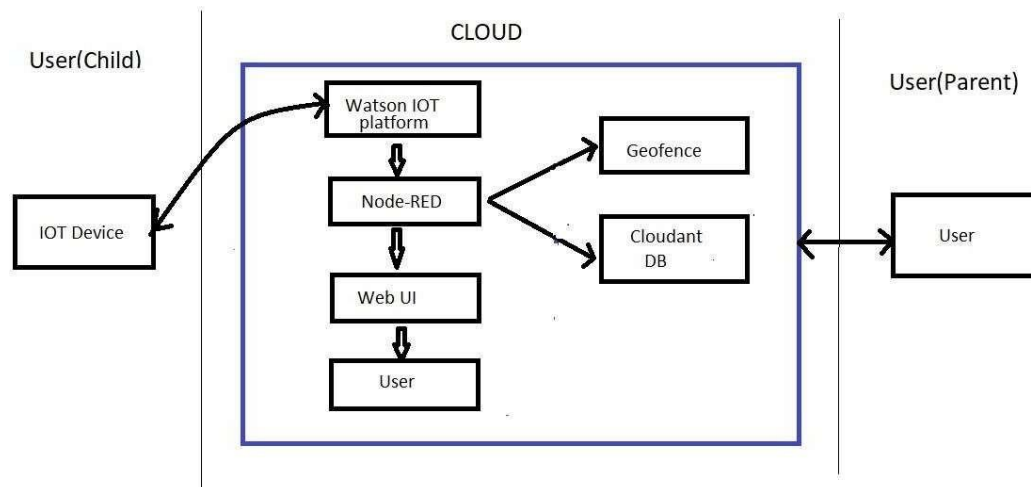 CLOUD
User(Child)
User(Parent)
Watson IOT
platform
Geofence
Node-RED
IOT Device
Cloudant
DB
User
Web UI
User